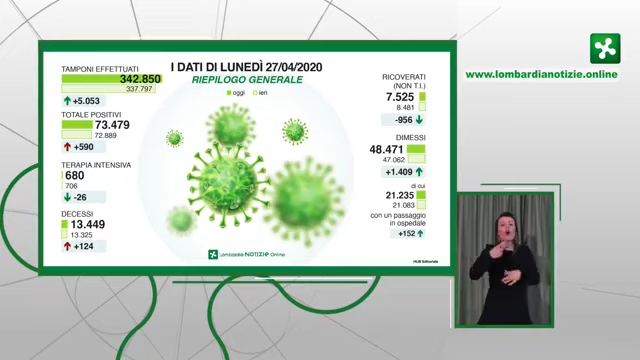 www.lombardianotizie.online
I DATI DI LUNEDÌ 27/04/2020
RIEPILOGO GENERALE
oggi ieri
TAMPONI EFFETTUATI
342.850
337.797
+5.053
TOTALE POSITIVI
73.479
72.889
+590
TERAPIA INTENSIVA
680
706
-26
DECESSI
13.449
13.325
+124
RICOVERATI
(NON T.I.)
7.525
8.481
-956
DIMESSI
48.471
47.062
+1.409
di cui
21.235
21.083
con un passaggio
in ospedale
+152
Lombardia NOTIZIE Online
HUB Editoriale